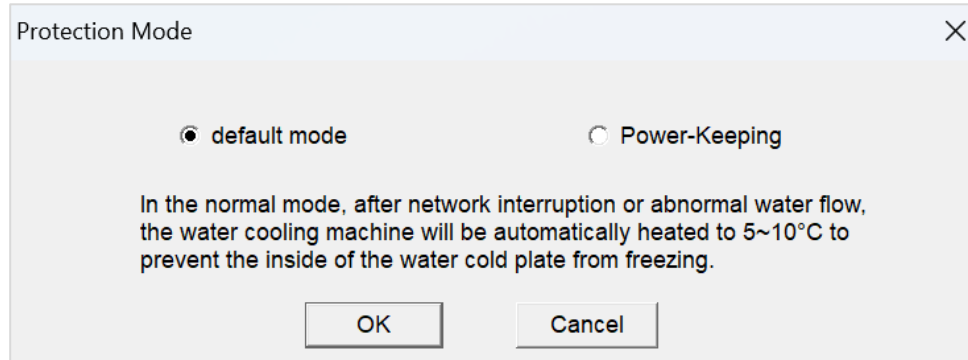 Protection Mode
default mode
Power-Keeping
In the normal mode, after network interruption or abnormal water flow,
the water cooling machine will be automatically heated to 5~10°C to
prevent the inside of the water cold plate from freezing.
OK
Cancel